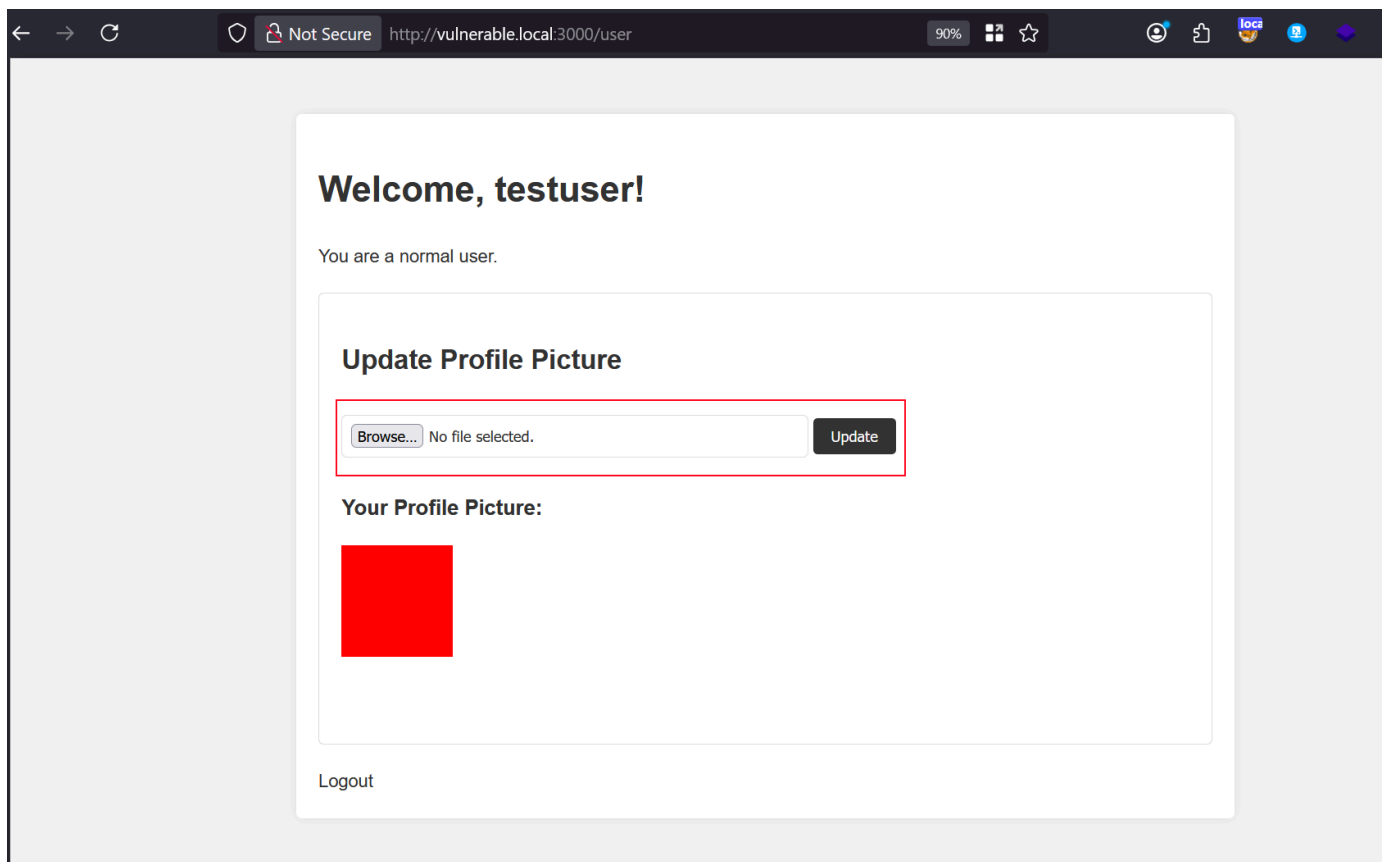 Not Secure http://vulnerable.local:3000/user 90% loca
Welcome, testuser!
You are a normal user.
Update Profile Picture
Browse... No file selected. Update
Your Profile Picture:
Logout